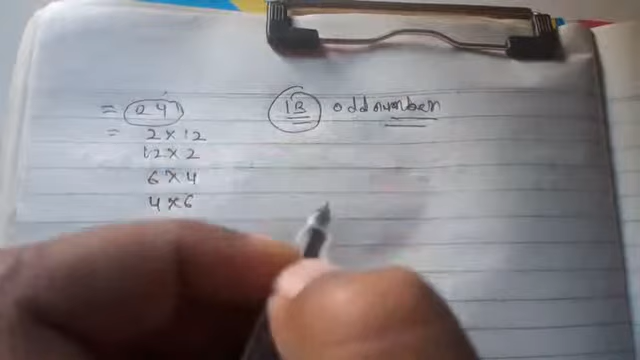 = 24
= 2 × 12
12 × 2
6 × 4
4 × 6
13 odd number